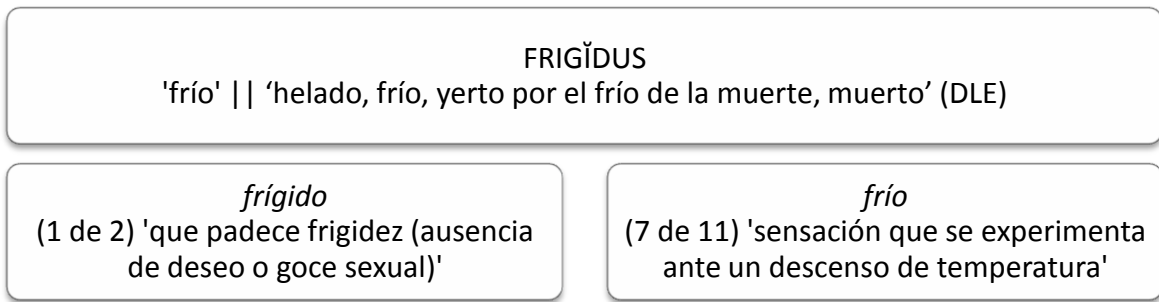 FRIGĬDUS
'frío' || ‘helado, frío, yerto por el frío de la muerte, muerto’ (DLE)
frígido
(1 de 2) 'que padece frigidez (ausencia
de deseo o goce sexual)'
frío
(7 de 11) 'sensación que se experimenta
ante un descenso de temperatura'